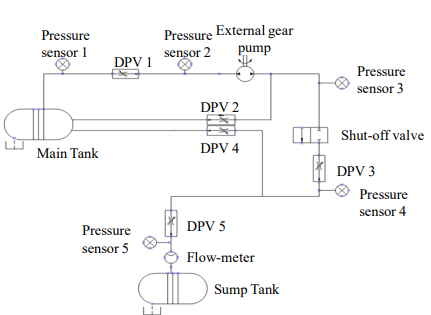 Pressure
sensor 1
DPV 1
Pressure
sensor 2
External gear
pump
Pressure
sensor 3
DPV 2
Shut-off valve
DPV 4
Main Tank
DPV 3
Pressure
sensor 4
DPV 5
Pressure
sensor 5
Flow-meter
Sump Tank